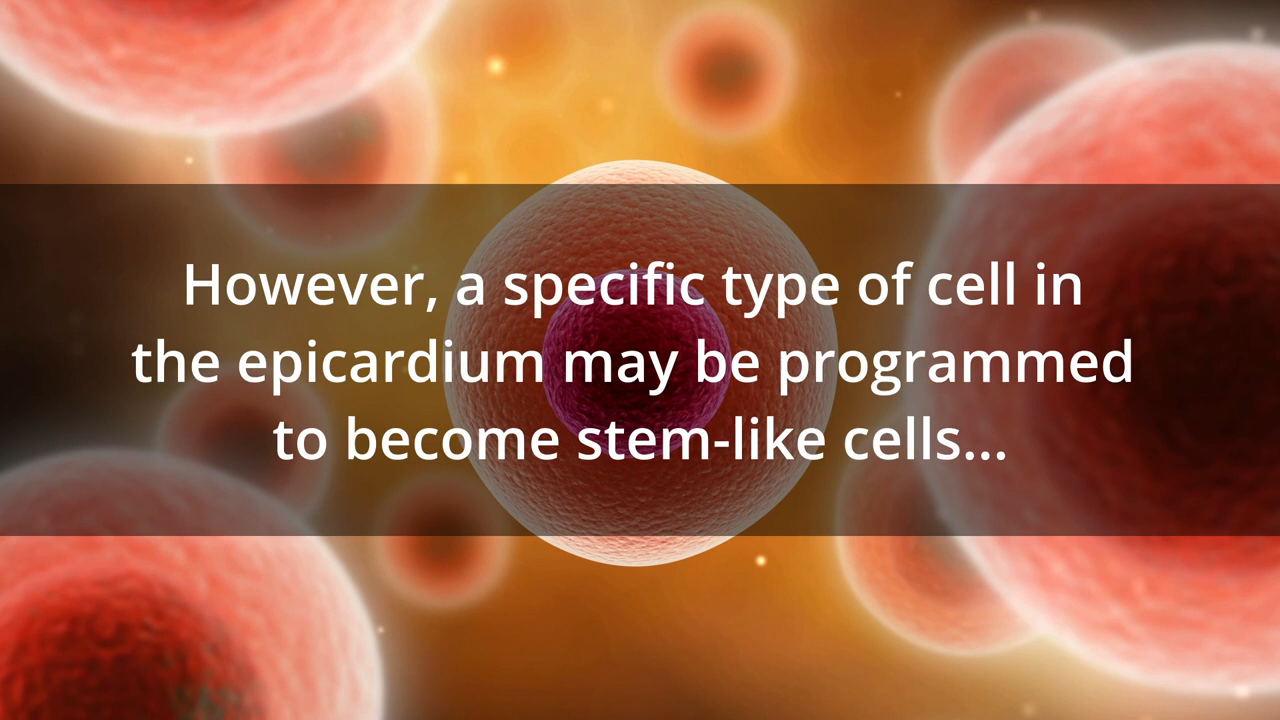 However, a specific type of cell in
the epicardium may be programmed
to become stem-like cells...